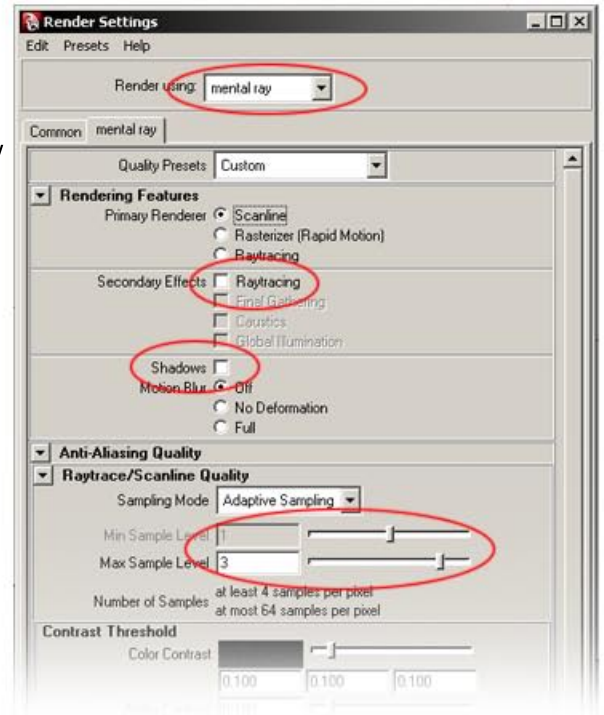 Render Settings
Edit Presets Help
Render using: mental ray
Common mental ray
Quality Presets Custom
Rendering Features
Primary Renderer Scanline
Rasterizer (Rapid Motion)
Raytracing
Secondary Effects Raytracing
Final Gathering
Caustics
Global Illumination
Shadows
Motion Blur Off
No Deformation
Full
Anti-Aliasing Quality
Raytrace/Scanline Quality
Sampling Mode Adaptive Sampling
Min Sample Level 1
Max Sample Level 3
Number of Samples at least 4 samples per pixel
at most 64 samples per pixel
Contrast Threshold
Color Contrast
0.100 0.100 0.100